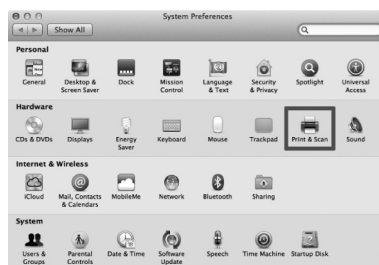 System Preferences
Show All
Personal
General
Desktop & Screen Saver
Dock
Mission Control
Language & Text
Security & Privacy
Spotlight
Universal Access
Hardware
CDs & DVDs
Displays
Energy Saver
Keyboard
Mouse
Trackpad
Print & Scan
Sound
Internet & Wireless
iCloud
Mail, Contacts & Calendars
MobileMe
Network
Bluetooth
Sharing
System
Users & Groups
Parental Controls
Date & Time
Software Update
Speech
Time Machine
Startup Disk